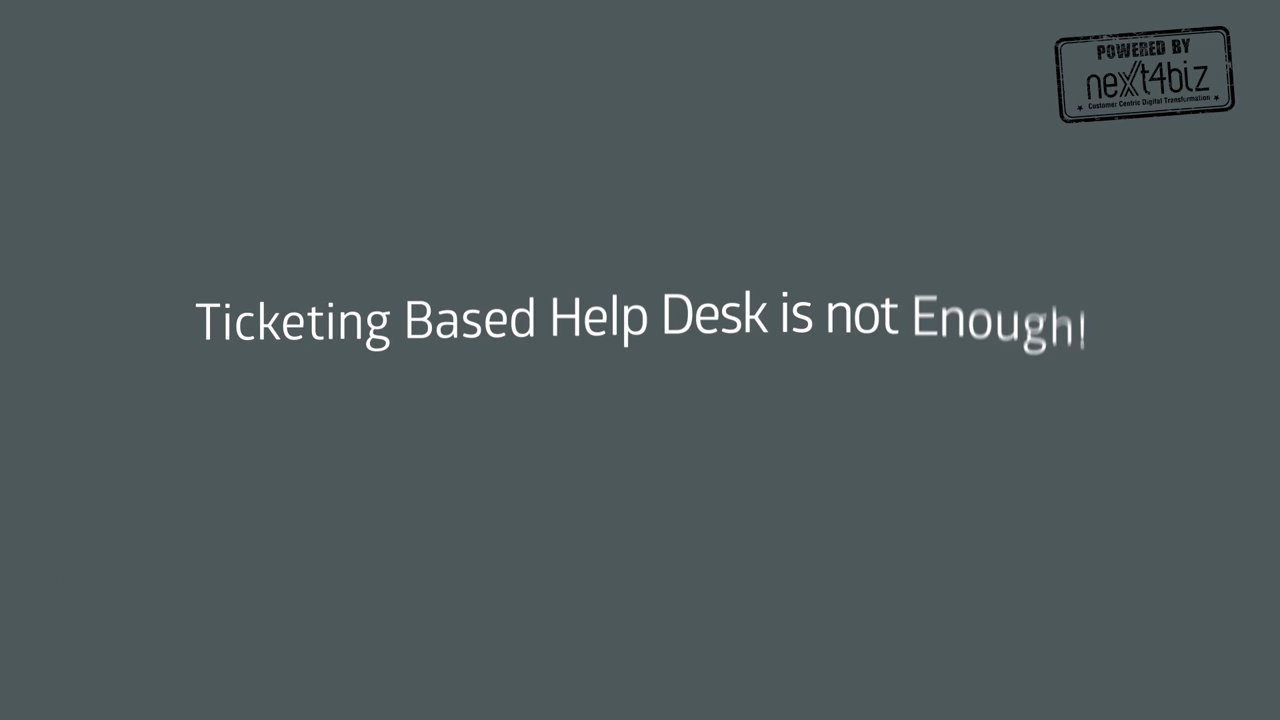 POWERED BY
next4biz
★ Customer Centric Digital Transformation ★
Ticketing Based Help Desk is not Enough!